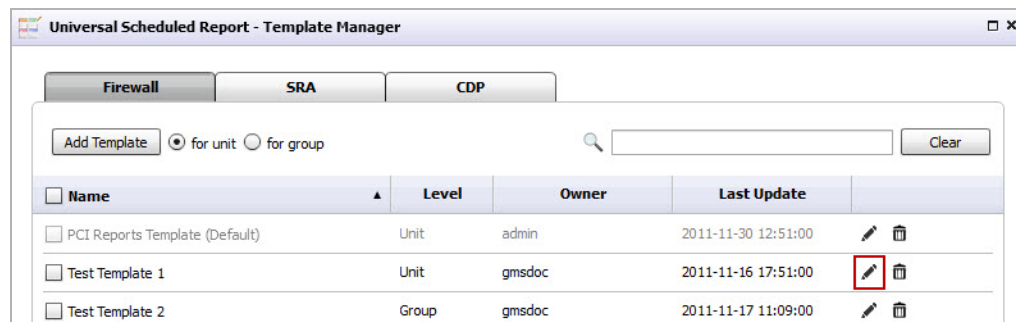 Universal Scheduled Report - Template Manager
Firewall SRA CDP
Add Template for unit for group Clear
Name Level Owner Last Update
PCI Reports Template (Default) Unit admin 2011-11-30 12:51:00
Test Template 1 Unit gmsdoc 2011-11-16 17:51:00
Test Template 2 Group gmsdoc 2011-11-17 11:09:00